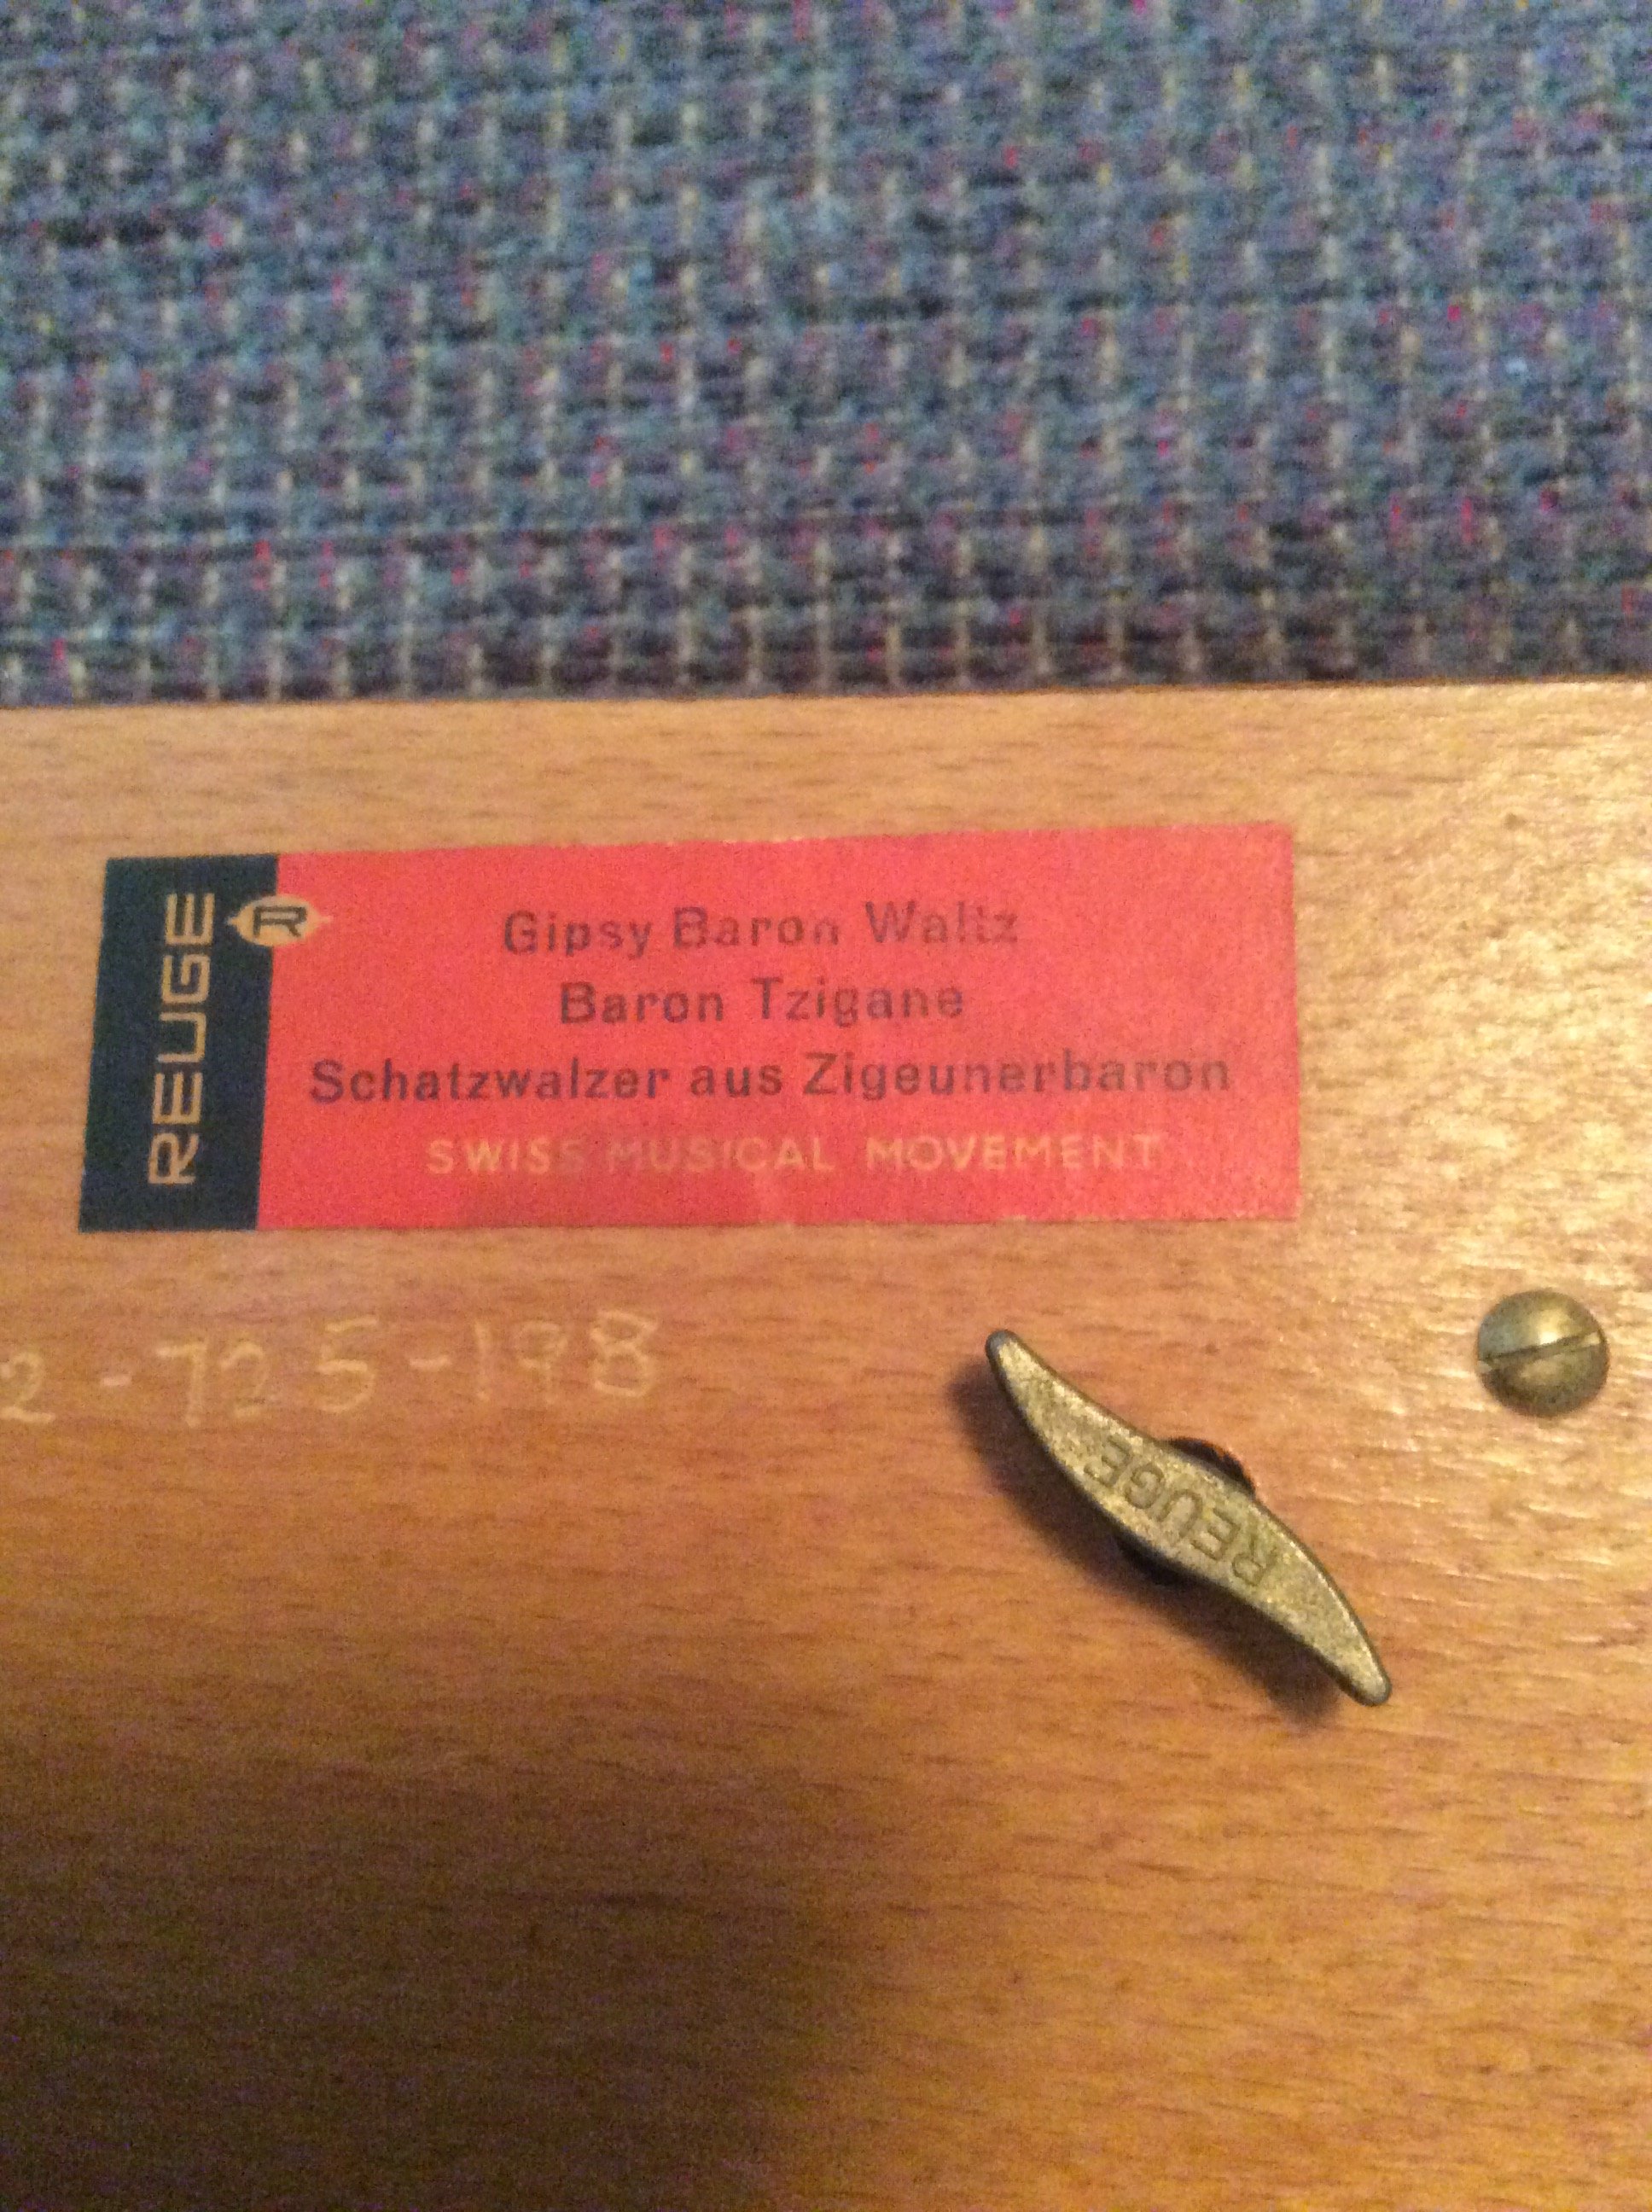 REUGE
R
Gipsy Baron Waltz
Baron Tzigane
Schatzwalzer aus Zigeunerbaron
SWISS MUSICAL MOVEMENT
2-725-198
REUGE